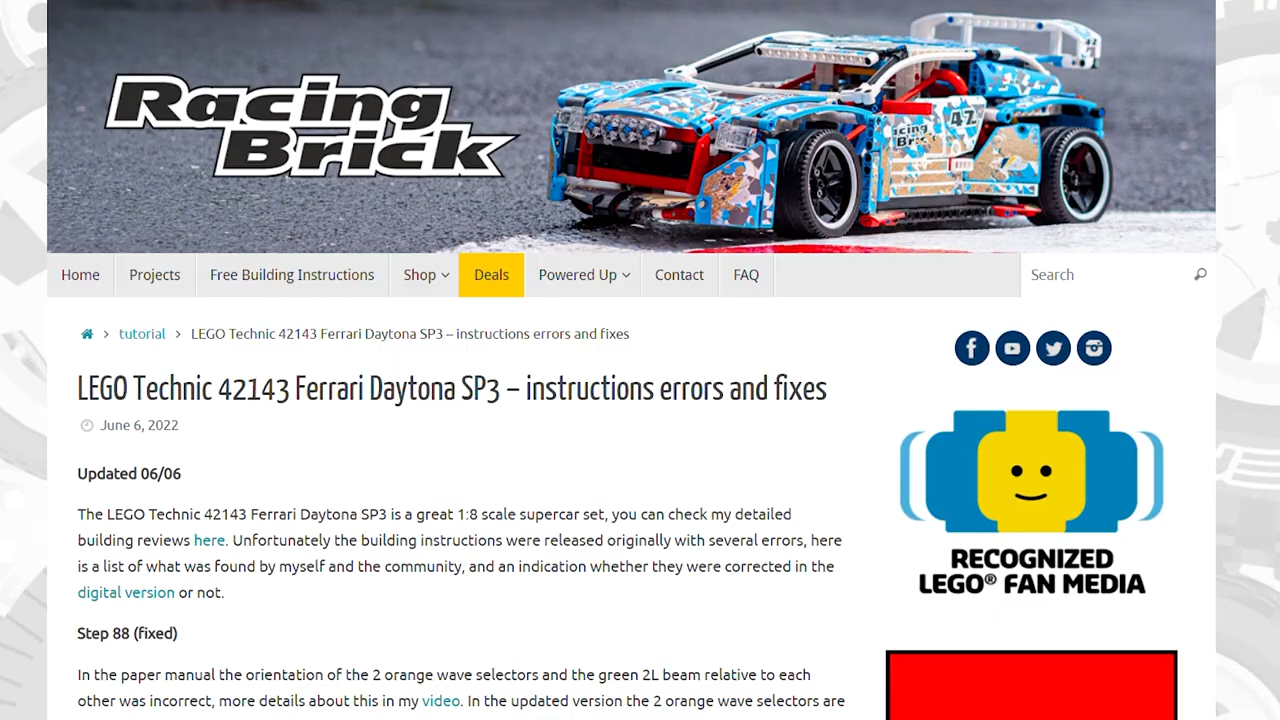 Racing
Brick
42
Racing
Brick
Home
Projects
Free Building Instructions
Shop
Deals
Powered Up
Contact
FAQ
Search
tutorial > LEGO Technic 42143 Ferrari Daytona SP3 – instructions errors and fixes
LEGO Technic 42143 Ferrari Daytona SP3 – instructions errors and fixes
June 6, 2022
Updated 06/06
The LEGO Technic 42143 Ferrari Daytona SP3 is a great 1:8 scale supercar set, you can check my detailed
building reviews here. Unfortunately the building instructions were released originally with several errors, here
is a list of what was found by myself and the community, and an indication whether they were corrected in the
digital version or not.
Step 88 (fixed)
In the paper manual the orientation of the 2 orange wave selectors and the green 2L beam relative to each
other was incorrect, more details about this in my video. In the updated version the 2 orange wave selectors are
RECOGNIZED
LEGO® FAN MEDIA